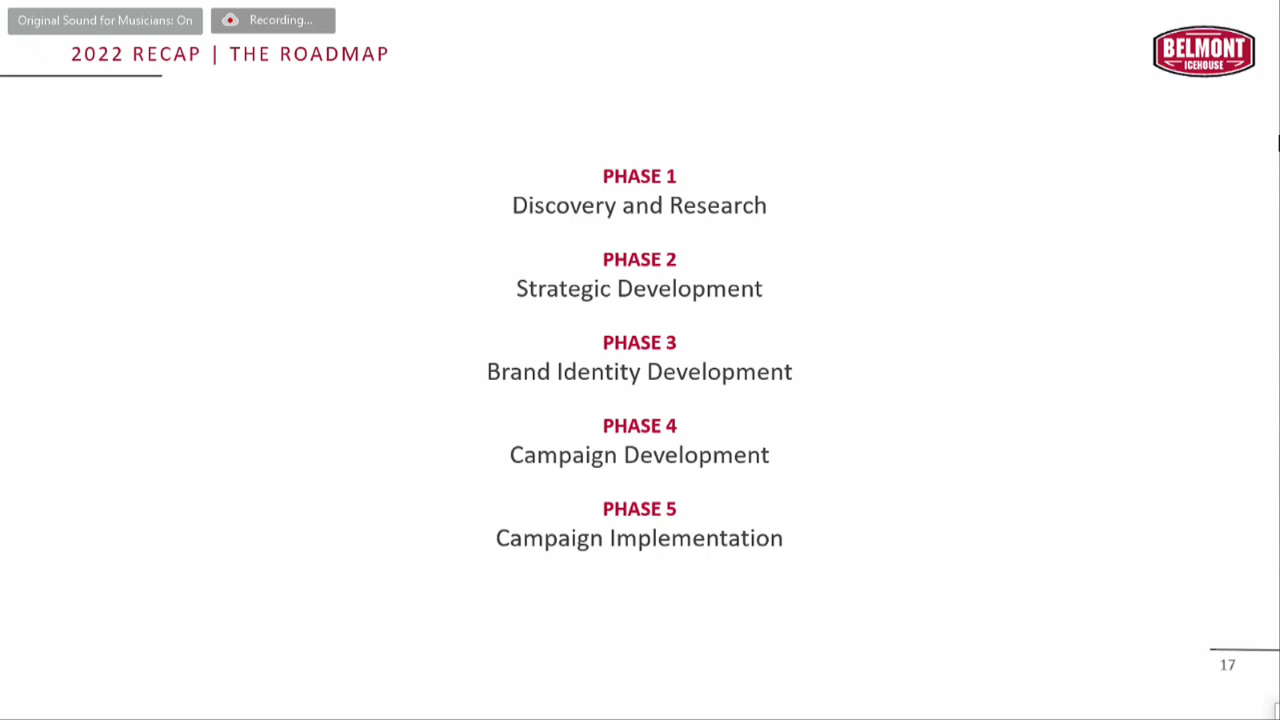 Original Sound for Musicians: On
Recording...
2022 RECAP | THE ROADMAP
BELMONT
ICEHOUSE
PHASE 1
Discovery and Research
PHASE 2
Strategic Development
PHASE 3
Brand Identity Development
PHASE 4
Campaign Development
PHASE 5
Campaign Implementation
17